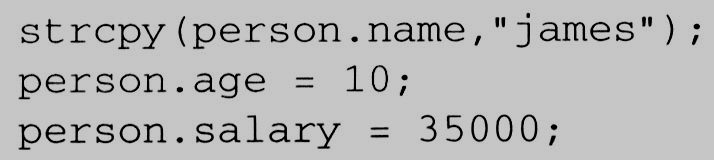 strcpy(person.name,"james");
person.age = 10;
person.salary = 35000;